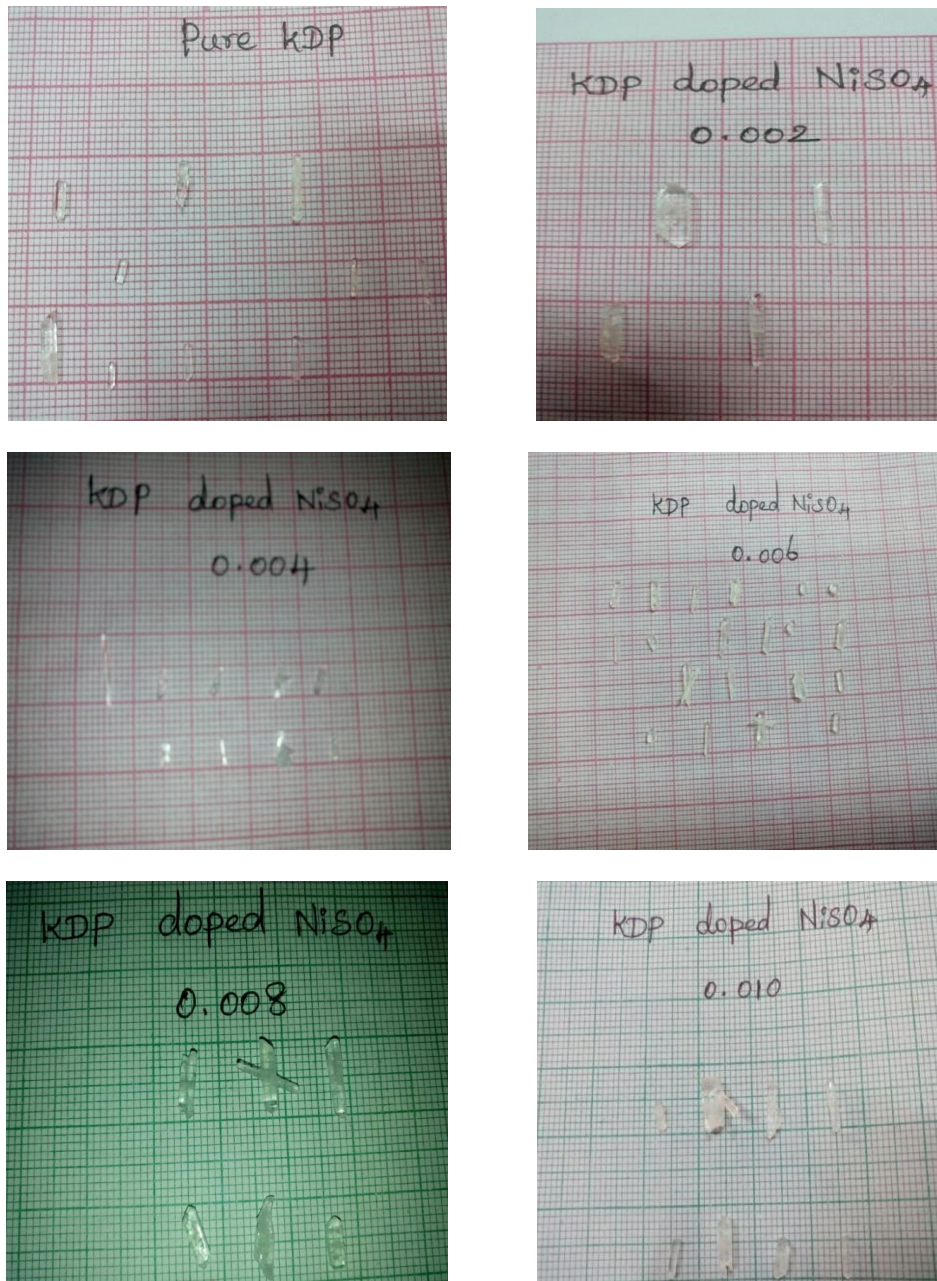 Pure KDP
KDP doped NiSO4
0.002
KDP doped NiSO4
0.004
KDP doped NiSO4
0.006
KDP doped NiSO4
0.008
KDP doped NiSO4
0.010